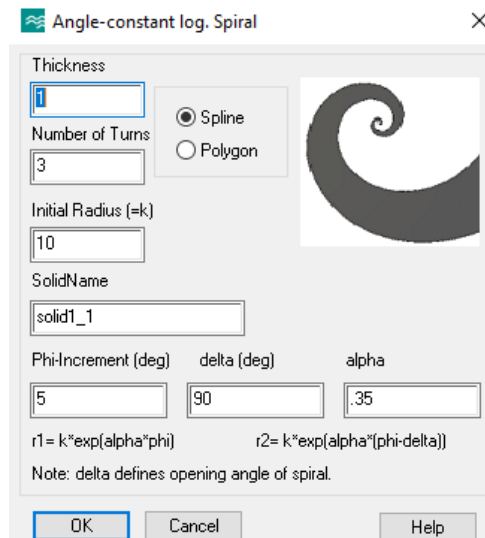 Angle-constant log. Spiral
Thickness
1
Spline
Number of Turns
Polygon
3
Initial Radius (=k)
10
SolidName
solid1_1
Phi-Increment (deg) delta (deg) alpha
5 90 .35
r1= k*exp(alpha*phi) r2= k*exp(alpha*(phi-delta))
Note: delta defines opening angle of spiral.
OK Cancel Help